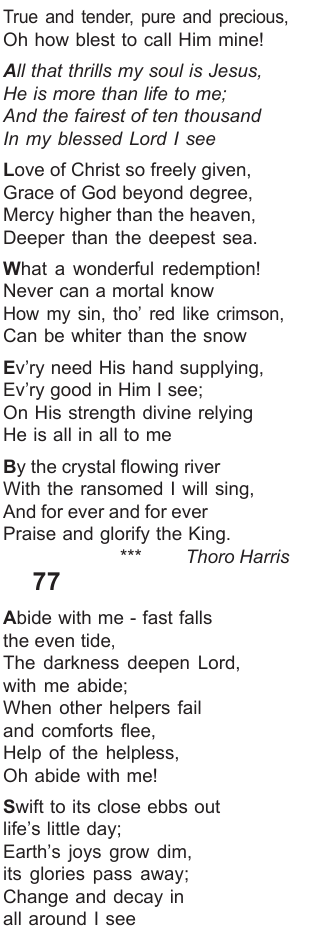 True and tender, pure and precious,
Oh how blest to call Him mine!
All that thrills my soul is Jesus,
He is more than life to me;
And the fairest of ten thousand
In my blessed Lord I see
Love of Christ so freely given,
Grace of God beyond degree,
Mercy higher than the heaven,
Deeper than the deepest sea.
What a wonderful redemption!
Never can a mortal know
How my sin, tho' red like crimson,
Can be whiter than the snow
Ev'ry need His hand supplying,
Ev'ry good in Him I see;
On His strength divine relying
He is all in all to me
By the crystal flowing river
With the ransomed I will sing,
And for ever and for ever
Praise and glorify the King.
*** Thoro Harris
77
Abide with me - fast falls
the even tide,
The darkness deepen Lord,
with me abide;
When other helpers fail
and comforts flee,
Help of the helpless,
Oh abide with me!
Swift to its close ebbs out
life's little day;
Earth's joys grow dim,
its glories pass away;
Change and decay in
all around I see